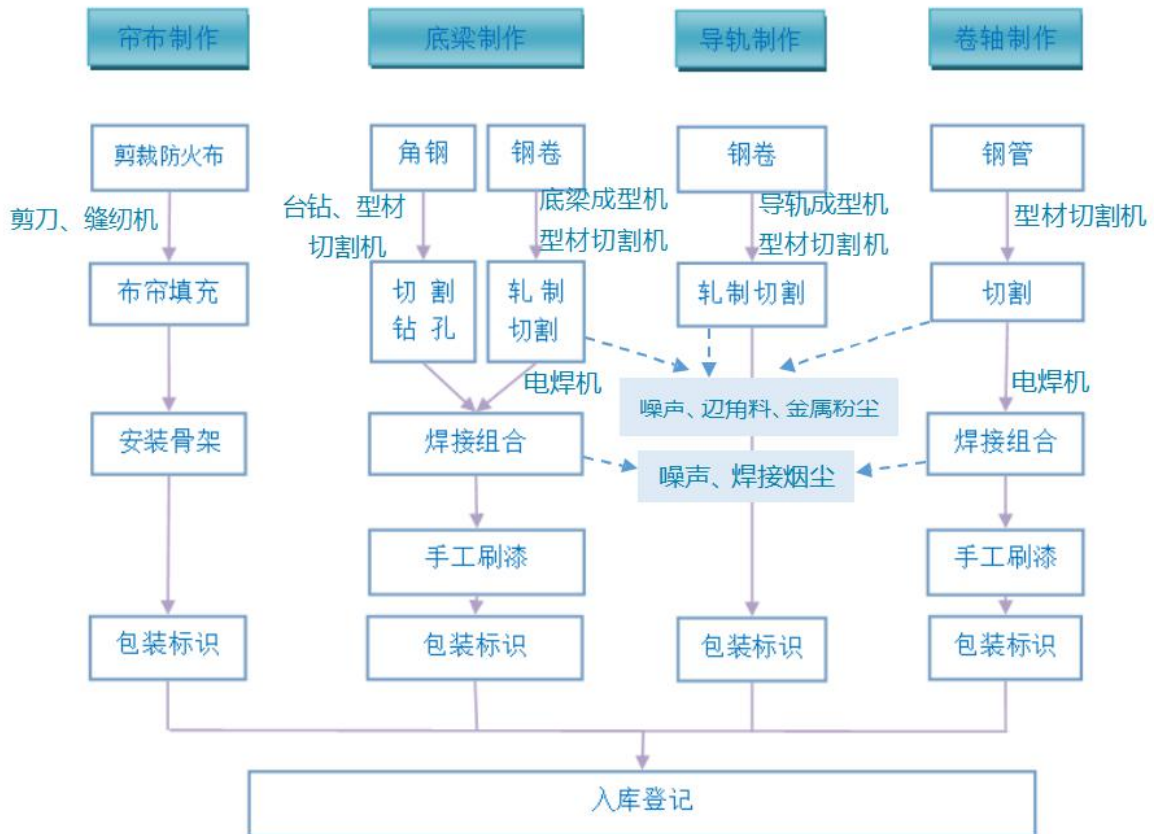 帘布制作
底梁制作
导轨制作
卷轴制作
剪裁防火布
角钢
钢卷
钢卷
钢管
剪刀、缝纫机
台钻、型材
切割机
底梁成型机
型材切割机
导轨成型机
型材切割机
型材切割机
布帘填充
切 割
钻 孔
轧 制
切割
轧制切割
切割
电焊机
电焊机
噪声、辺角料、金属粉尘
安装骨架
焊接组合
焊接组合
噪声、焊接烟尘
手工刷漆
手工刷漆
包装标识
包装标识
包装标识
包装标识
入库登记